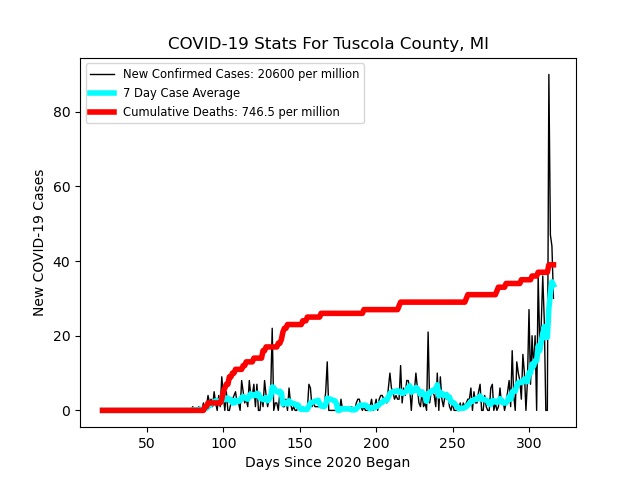 COVID-19 Stats For Tuscola County, MI
New Confirmed Cases: 20600 per million
7 Day Case Average
Cumulative Deaths: 746.5 per million
New COVID-19 Cases
80
60
40
20
0
50 100 150 200 250 300
Days Since 2020 Began